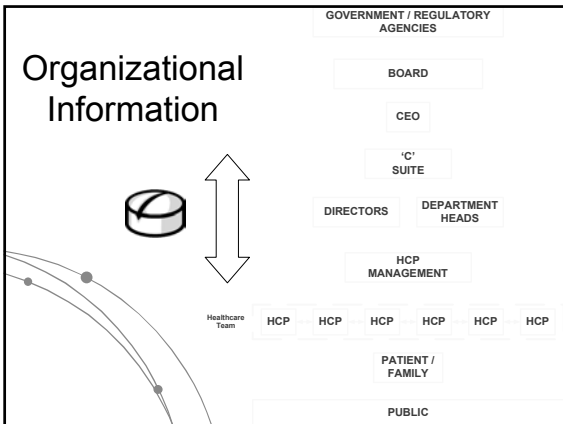 GOVERNMENT / REGULATORY
AGENCIES
Organizational
Information
BOARD
CEO
‘C’
SUITE
DIRECTORS
DEPARTMENT
HEADS
HCP
MANAGEMENT
Healthcare
Team
HCP HCP HCP HCP HCP HCP
PATIENT /
FAMILY
PUBLIC